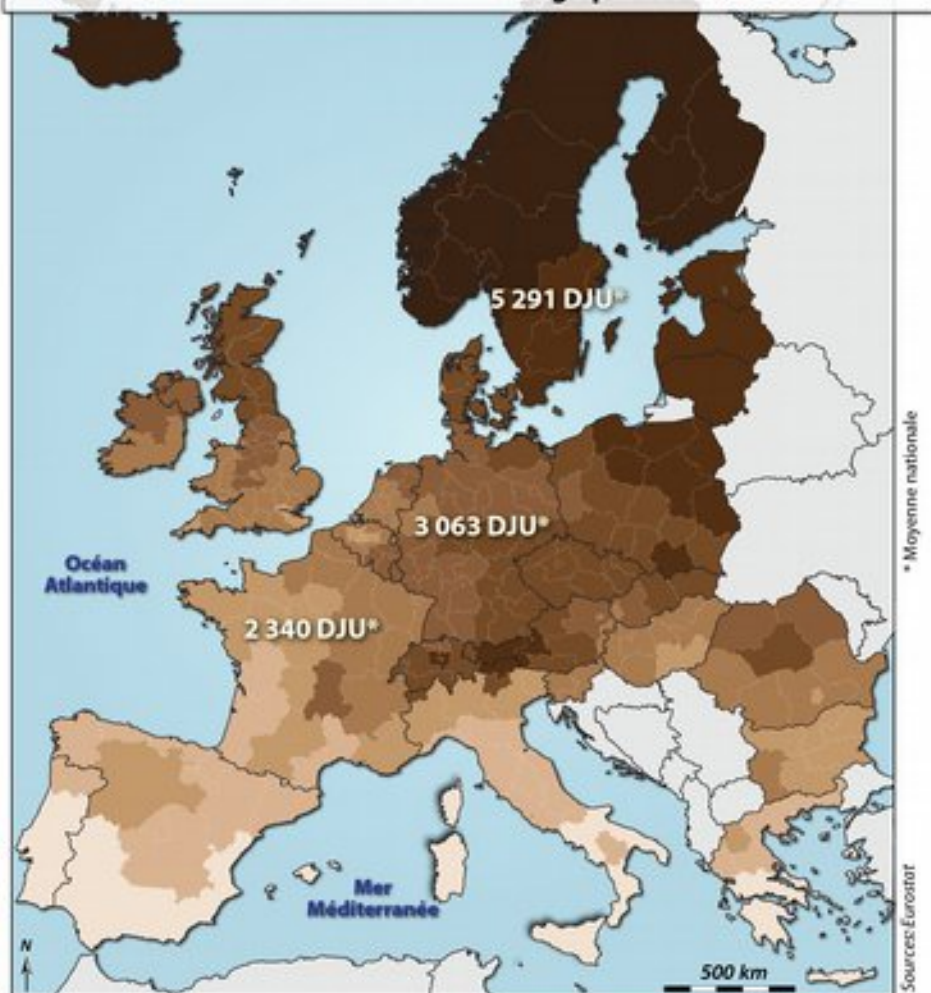 5 291 DJU*
3 063 DJU*
2 340 DJU*
Océan
Atlantique
Mer
Méditerranée
N
500 km
* Moyenne nationale
Sources:Eurostat